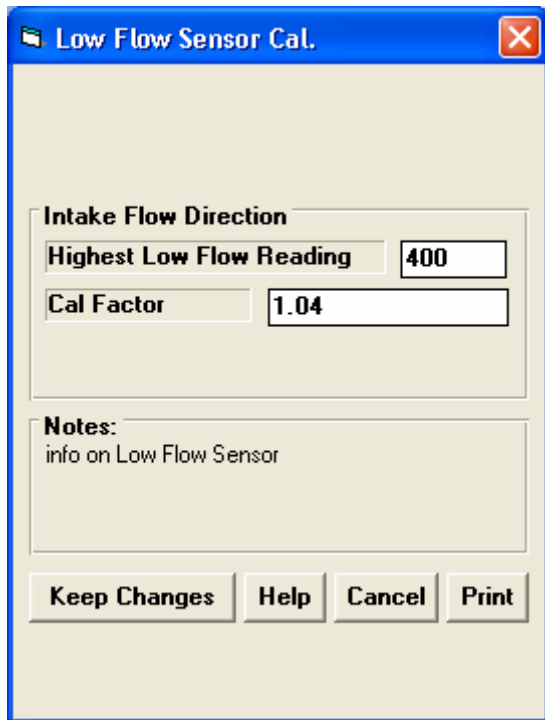 Low Flow Sensor Cal.
Intake Flow Direction
Highest Low Flow Reading 400
Cal Factor 1.04
Notes:
info on Low Flow Sensor
Keep Changes Help Cancel Print